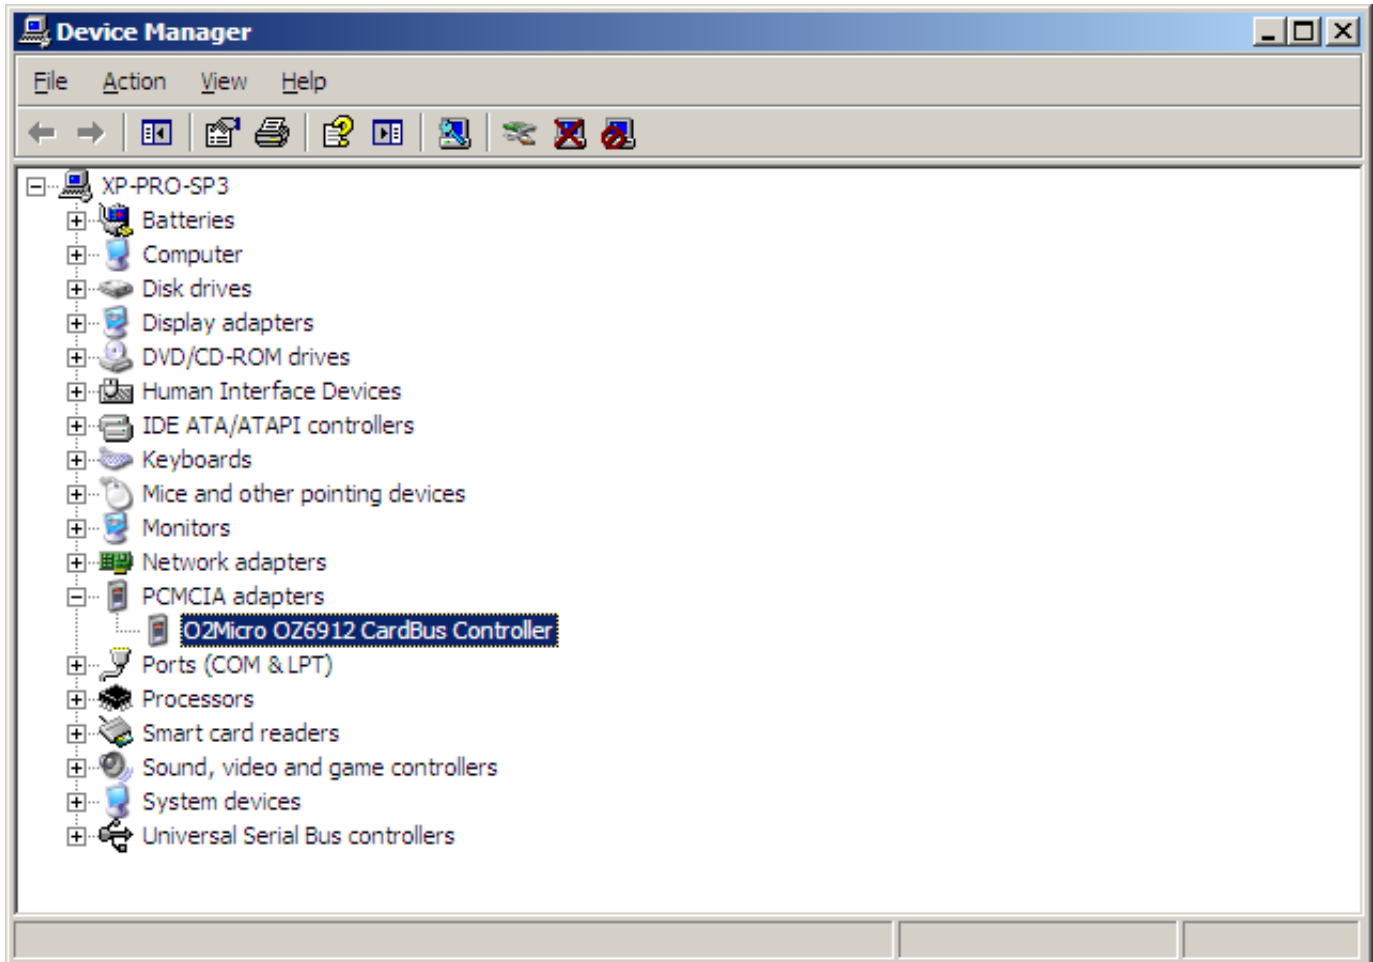 Device Manager
File Action View Help
XP-PRO-SP3
Batteries
Computer
Disk drives
Display adapters
DVD/CD-ROM drives
Human Interface Devices
IDE ATA/ATAPI controllers
Keyboards
Mice and other pointing devices
Monitors
Network adapters
PCMCIA adapters
O2Micro OZ6912 CardBus Controller
Ports (COM & LPT)
Processors
Smart card readers
Sound, video and game controllers
System devices
Universal Serial Bus controllers